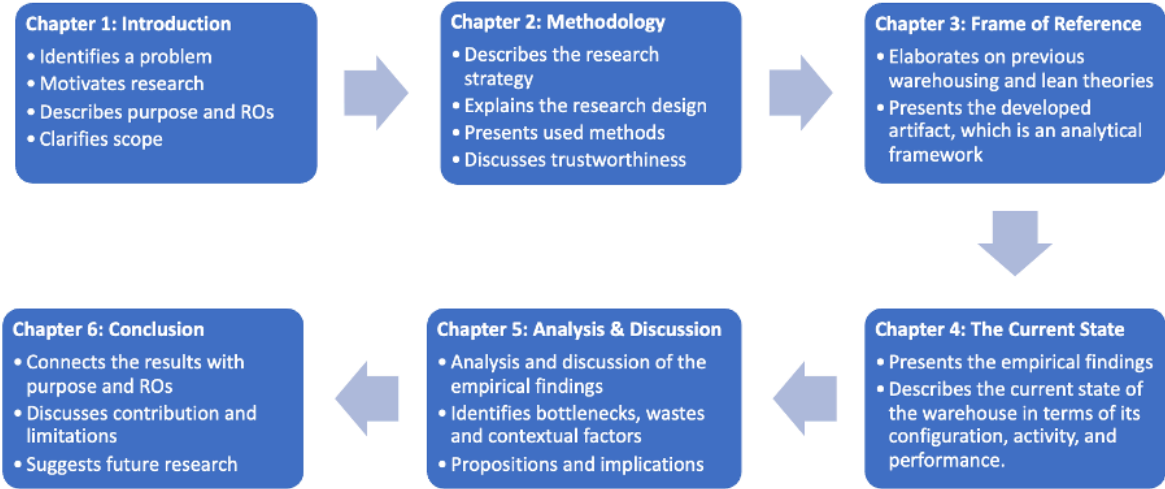 Chapter 1: Introduction
• Identifies a problem
• Motivates research
• Describes purpose and ROs
• Clarifies scope
Chapter 2: Methodology
• Describes the research
strategy
• Explains the research design
• Presents used methods
• Discusses trustworthiness
Chapter 3: Frame of Reference
• Elaborates on previous
warehousing and lean theories
• Presents the developed
artifact, which is an analytical
framework
Chapter 4: The Current State
• Presents the empirical findings
• Describes the current state of
the warehouse in terms of its
configuration, activity, and
performance.
Chapter 5: Analysis & Discussion
• Analysis and discussion of the
empirical findings
• Identifies bottlenecks, wastes
and contextual factors
• Propositions and implications
Chapter 6: Conclusion
• Connects the results with
purpose and ROs
• Discusses contribution and
limitations
• Suggests future research